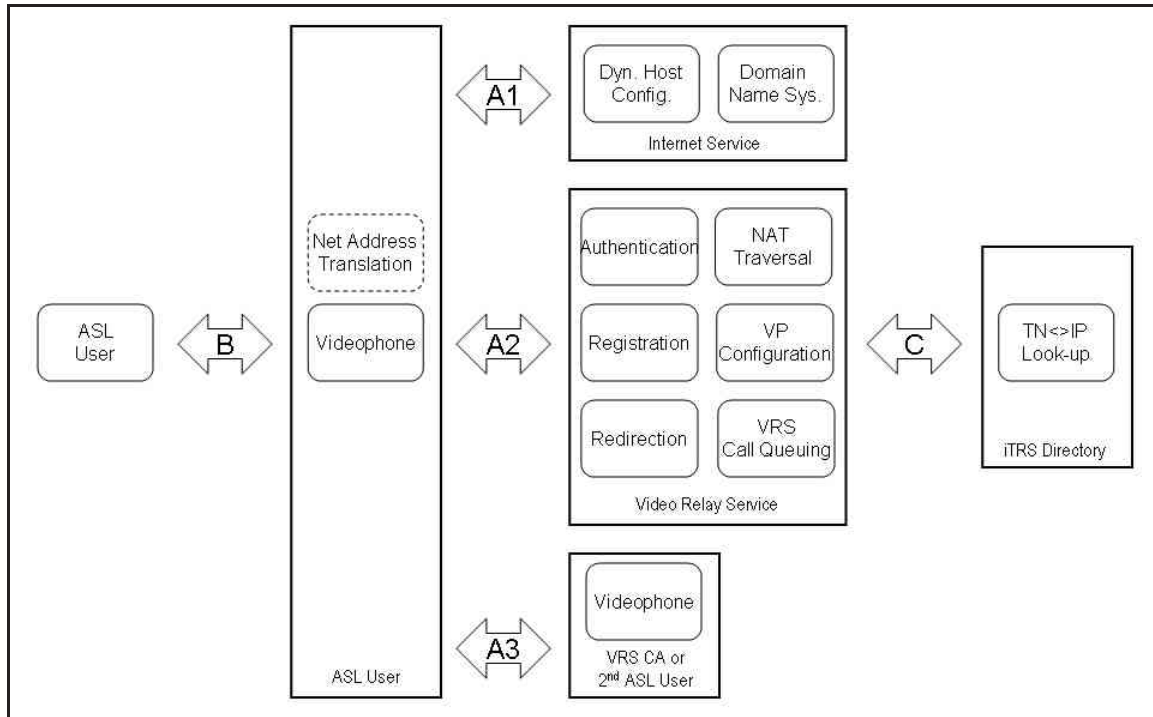 ASL
User
B
Net Address
Translation
Videophone
ASL User
A1
Dyn. Host
Config.
Domain
Name Sys.
Internet Service
A2
Authentication
NAT
Traversal
Registration
VP
Configuration
Redirection
VRS
Call Queuing
Video Relay Service
C
TN<>IP
Look-up
iTRS Directory
A3
Videophone
VRS CA or
2nd ASL User